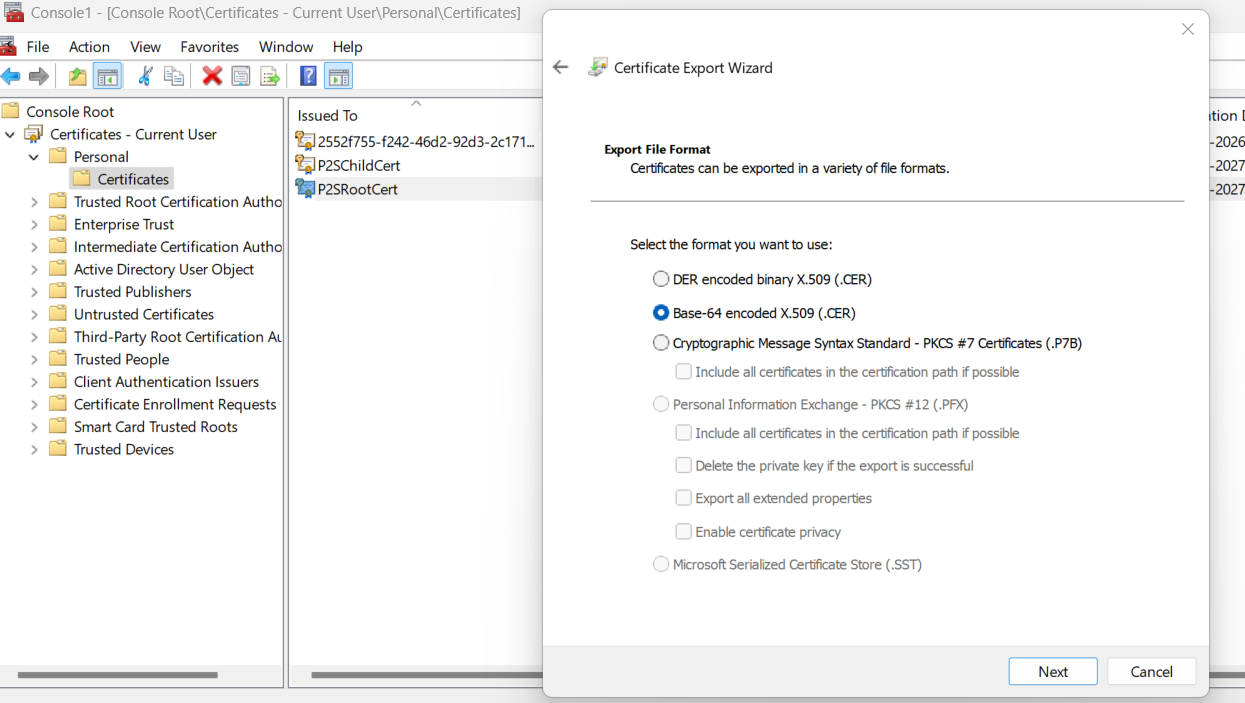 Console1 - [Console Root\Certificates - Current User\Personal\Certificates]
File Action View Favorites Window Help
Console Root
Certificates - Current User
Personal
Certificates
Trusted Root Certification Autho
Enterprise Trust
Intermediate Certification Autho
Active Directory User Object
Trusted Publishers
Untrusted Certificates
Third-Party Root Certification Au
Trusted People
Client Authentication Issuers
Certificate Enrollment Requests
Smart Card Trusted Roots
Trusted Devices
Issued To
2552f755-f242-46d2-92d3-2c171...
P2SChildCert
P2SRootCert
Certificate Export Wizard
Export File Format
Certificates can be exported in a variety of file formats.
Select the format you want to use:
DER encoded binary X.509 (.CER)
Base-64 encoded X.509 (.CER)
Cryptographic Message Syntax Standard - PKCS #7 Certificates (.P7B)
Include all certificates in the certification path if possible
Personal Information Exchange - PKCS #12 (.PFX)
Include all certificates in the certification path if possible
Delete the private key if the export is successful
Export all extended properties
Enable certificate privacy
Microsoft Serialized Certificate Store (.SST)
Next Cancel
-2026
-2027
-2027